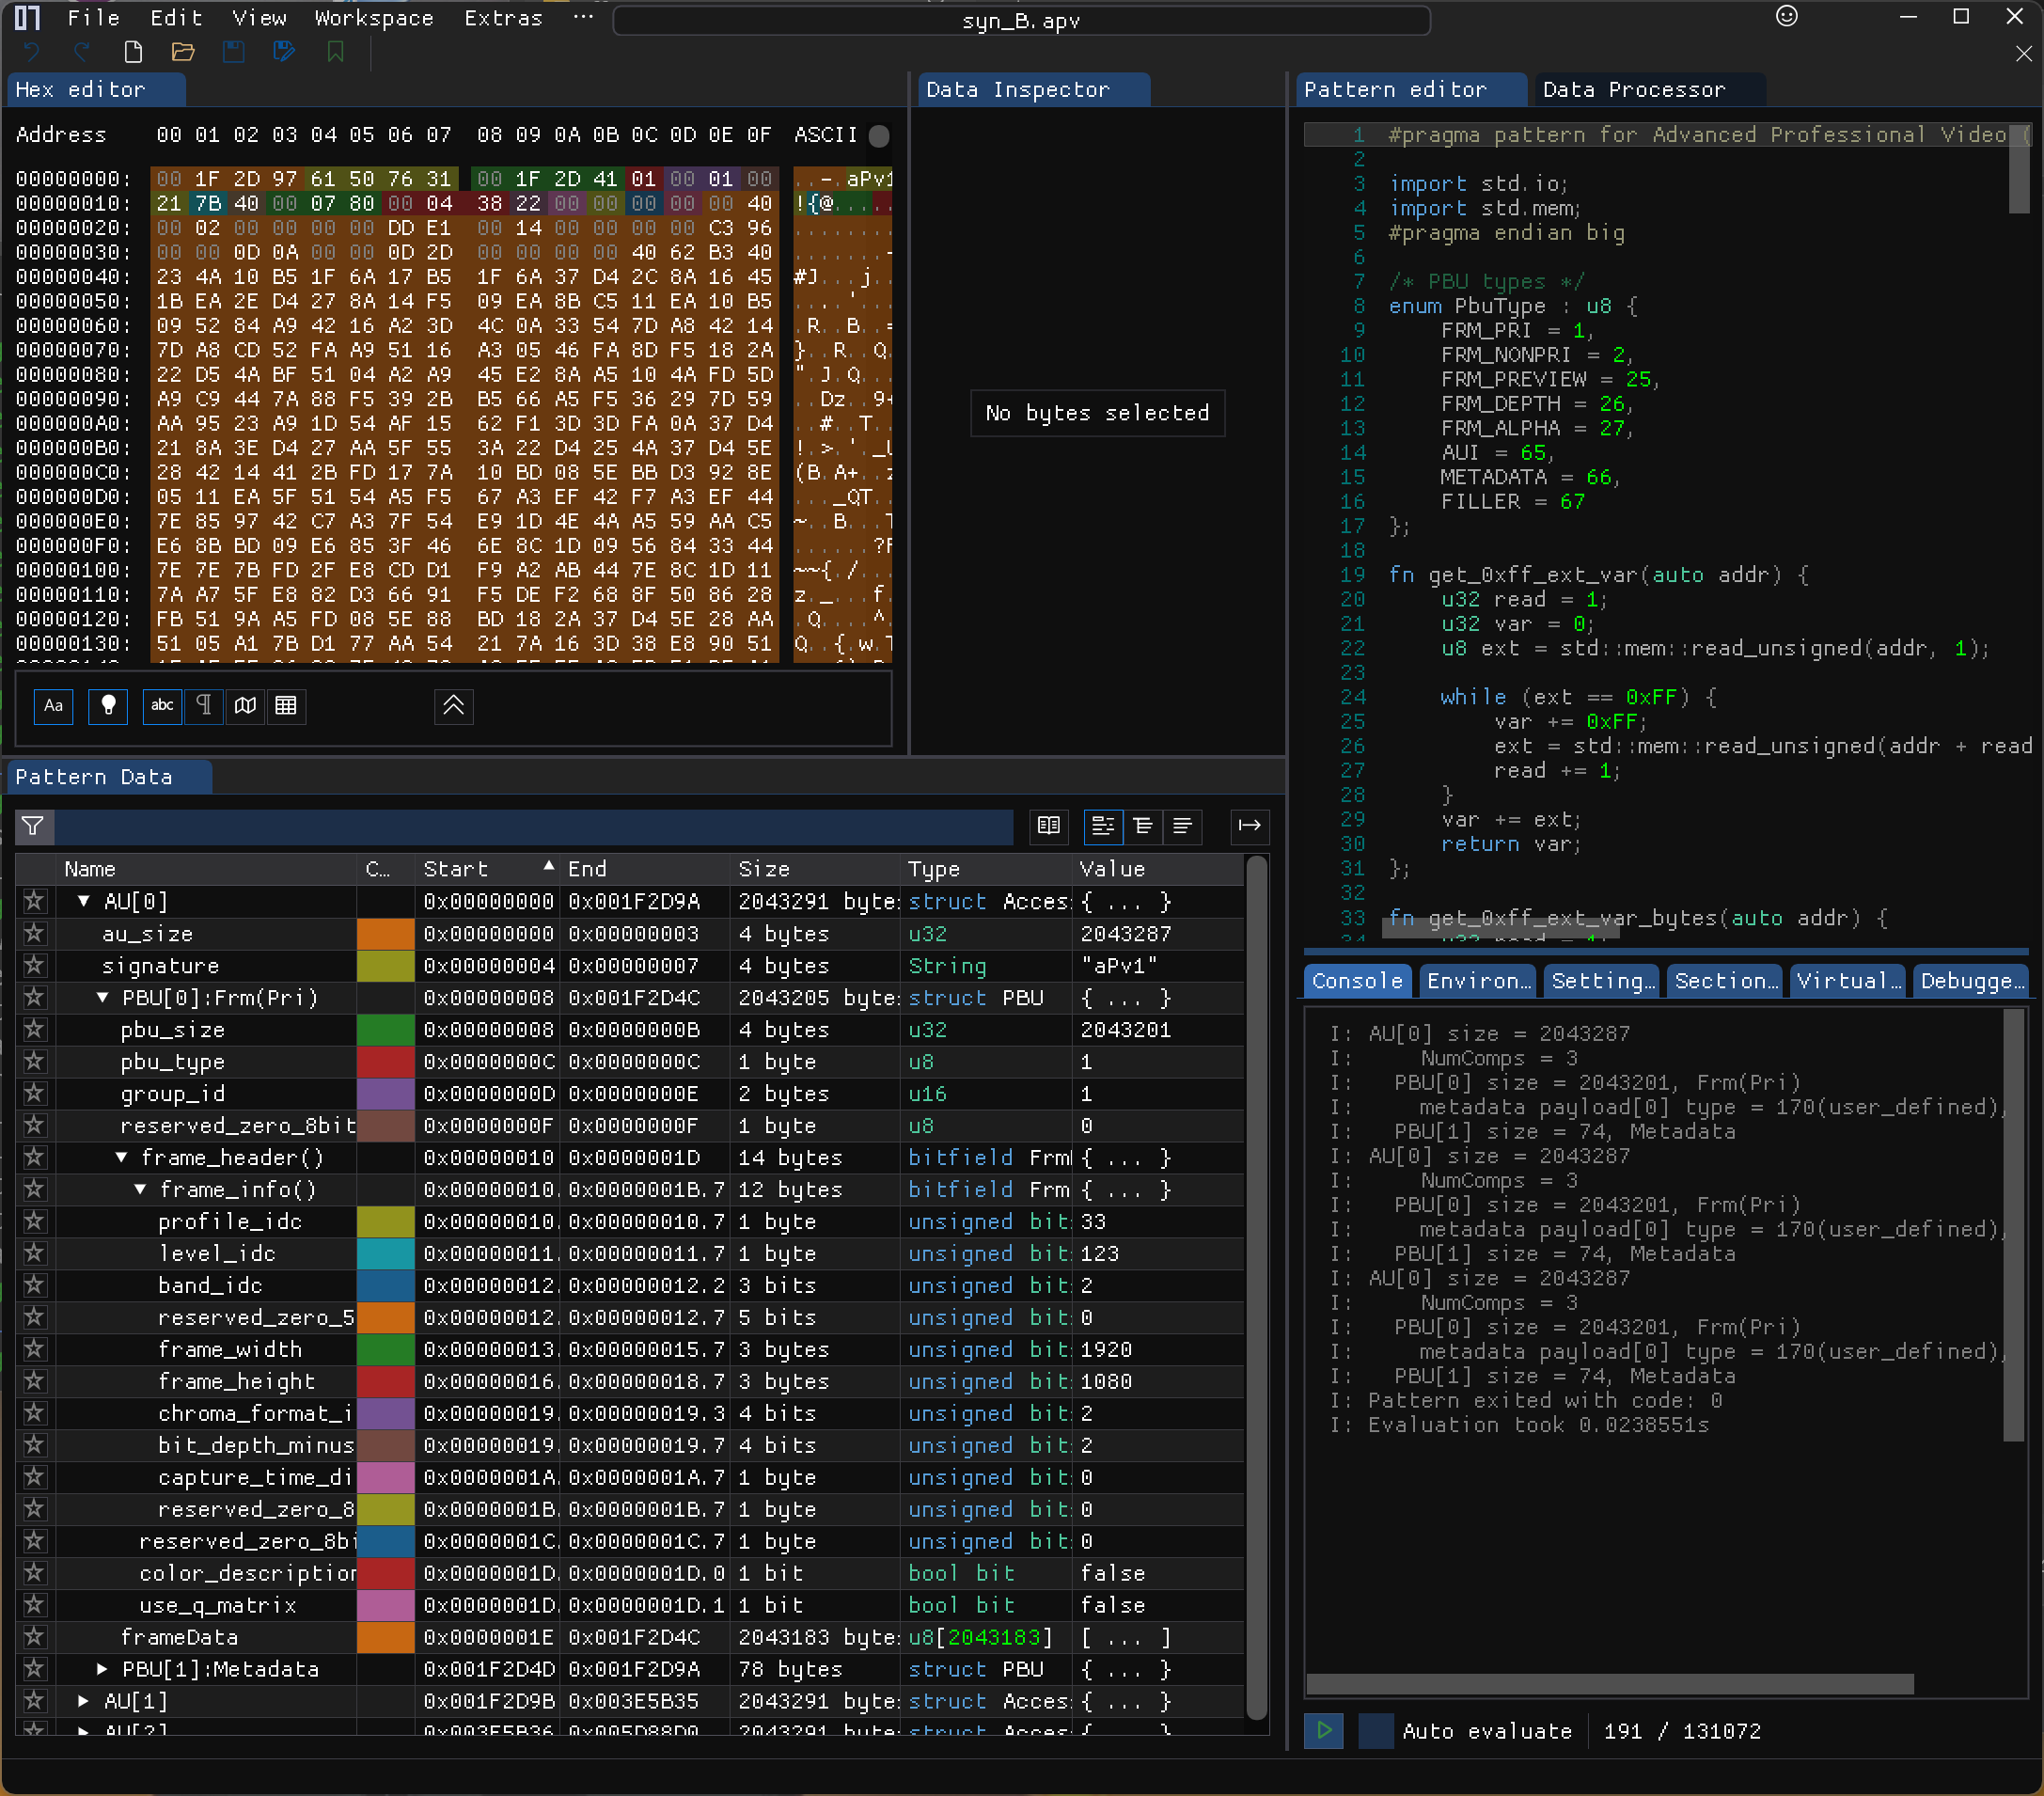 File Edit View Workspace Extras ... syn_B.apv
Hex editor
Address 00 01 02 03 04 05 06 07 08 09 0A 0B 0C 0D 0E 0F ASCII
00000000: 00 1F 2D 97 61 50 76 31 00 1F 2D 41 01 00 01 00 ..-.aPv1
00000010: 21 7B 40 00 07 80 00 04 38 22 00 00 00 00 00 40 !{@.....
00000020: 00 02 00 00 00 00 DD E1 00 14 00 00 00 00 C3 96 ........
00000030: 00 00 0D 0A 00 00 0D 2D 00 00 00 00 40 62 B3 40 .......-
00000040: 23 4A 10 B5 1F 6A 17 B5 1F 6A 37 D4 2C 8A 16 45 #J...j..
00000050: 1B EA 2E D4 27 8A 14 F5 09 EA 8B C5 11 EA 10 B5 ....'...
00000060: 09 52 84 A9 42 16 A2 3D 4C 0A 33 54 7D A8 42 14 .R..B..=
00000070: 7D A8 CD 52 FA A9 51 16 A3 05 46 FA 8D F5 18 2A }..R..Q.
00000080: 22 D5 4A BF 51 04 A2 A9 45 E2 8A A5 10 4A FD 5D ".J.Q...
00000090: A9 C9 44 7A 88 F5 39 2B B5 66 A5 F5 36 29 7D 59 ..Dz..9+
000000A0: AA 95 23 A9 1D 54 AF 15 62 F1 3D 3D FA 0A 37 D4 ..#..T..
000000B0: 21 8A 3E D4 27 AA 5F 55 3A 22 D4 25 4A 37 D4 5E !.>.'._U
000000C0: 28 42 14 41 2B FD 17 7A 10 BD 08 5E BB D3 92 8E (B.A+..z
000000D0: 05 11 EA 5F 51 54 A5 F5 67 A3 EF 42 F7 A3 EF 44 ..._QT..
000000E0: 7E 85 97 42 C7 A3 7F 54 E9 1D 4E 4A A5 59 AA C5 ~..B...T
000000F0: E6 8B BD 09 E6 85 3F 46 6E 8C 1D 09 56 84 33 44 ......?F
00000100: 7E 7E 7B FD 2F E8 CD D1 F9 A2 AB 44 7E 8C 1D 11 ~~{./...
00000110: 7A A7 5F E8 82 D3 66 91 F5 DE F2 68 8F 50 86 28 z._...f.
00000120: FB 51 9A A5 FD 08 5E 88 BD 18 2A 37 D4 5E 28 AA .Q....^.
00000130: 51 05 A1 7B D1 77 AA 54 21 7A 16 3D 38 E8 90 51 Q..{.w.T
Aa abc
Data Inspector
No bytes selected
Pattern Data
Name C... Start End Size Type Value
AU[0] 0x00000000 0x001F2D9A 2043291 byte: struct Acces: { ... }
au_size 0x00000000 0x00000003 4 bytes u32 2043287
signature 0x00000004 0x00000007 4 bytes String "aPv1"
PBU[0]:Frm(Pri) 0x00000008 0x001F2D4C 2043205 byte: struct PBU { ... }
pbu_size 0x00000008 0x0000000B 4 bytes u32 2043201
pbu_type 0x0000000C 0x0000000C 1 byte u8 1
group_id 0x0000000D 0x0000000E 2 bytes u16 1
reserved_zero_8bit 0x0000000F 0x0000000F 1 byte u8 0
frame_header() 0x00000010 0x0000001D 14 bytes bitfield Frm { ... }
frame_info() 0x00000010. 0x0000001B.7 12 bytes bitfield Frm { ... }
profile_idc 0x00000010. 0x00000010.7 1 byte unsigned bit: 33
level_idc 0x00000011. 0x00000011.7 1 byte unsigned bit: 123
band_idc 0x00000012. 0x00000012.2 3 bits unsigned bit: 2
reserved_zero_5 0x00000012. 0x00000012.7 5 bits unsigned bit: 0
frame_width 0x00000013. 0x00000015.7 3 bytes unsigned bit: 1920
frame_height 0x00000016. 0x00000018.7 3 bytes unsigned bit: 1080
chroma_format_i 0x00000019. 0x00000019.3 4 bits unsigned bit: 2
bit_depth_minus 0x00000019. 0x00000019.7 4 bits unsigned bit: 2
capture_time_di 0x0000001A. 0x0000001A.7 1 byte unsigned bit: 0
reserved_zero_8 0x0000001B. 0x0000001B.7 1 byte unsigned bit: 0
reserved_zero_8bi 0x0000001C. 0x0000001C.7 1 byte unsigned bit: 0
color_description 0x0000001D. 0x0000001D.0 1 bit bool bit false
use_q_matrix 0x0000001D. 0x0000001D.1 1 bit bool bit false
frameData 0x0000001E 0x001F2D4C 2043183 byte: u8[2043183] [ ... ]
PBU[1]:Metadata 0x001F2D4D 0x001F2D9A 78 bytes struct PBU { ... }
AU[1] 0x001F2D9B 0x003E5B35 2043291 byte: struct Acces: { ... }
AU[2] 0x003E5B36 0x005D88D0 2043291 byte: struct Acces: { ... }
Pattern editor Data Processor
1 #pragma pattern for Advanced Professional Video (
2
3 import std.io;
4 import std.mem;
5 #pragma endian big
6
7 /* PBU types */
8 enum PbuType : u8 {
9 FRM_PRI = 1,
10 FRM_NONPRI = 2,
11 FRM_PREVIEW = 25,
12 FRM_DEPTH = 26,
13 FRM_ALPHA = 27,
14 AUI = 65,
15 METADATA = 66,
16 FILLER = 67
17 };
18
19 fn get_0xff_ext_var(auto addr) {
20 u32 read = 1;
21 u32 var = 0;
22 u8 ext = std::mem::read_unsigned(addr, 1);
23
24 while (ext == 0xFF) {
25 var += 0xFF;
26 ext = std::mem::read_unsigned(addr + read
27 read += 1;
28 }
29 var += ext;
30 return var;
31 };
32
33 fn get_0xff_ext_var_bytes(auto addr) {
34 u32 read = 1;
Console Environ... Setting... Section... Virtual... Debugge...
I: AU[0] size = 2043287
I: NumComps = 3
I: PBU[0] size = 2043201, Frm(Pri)
I: metadata payload[0] type = 170(user_defined),
I: PBU[1] size = 74, Metadata
I: AU[0] size = 2043287
I: NumComps = 3
I: PBU[0] size = 2043201, Frm(Pri)
I: metadata payload[0] type = 170(user_defined),
I: PBU[1] size = 74, Metadata
I: AU[0] size = 2043287
I: NumComps = 3
I: PBU[0] size = 2043201, Frm(Pri)
I: metadata payload[0] type = 170(user_defined),
I: PBU[1] size = 74, Metadata
I: Pattern exited with code: 0
I: Evaluation took 0.0238551s
Auto evaluate 191 / 131072